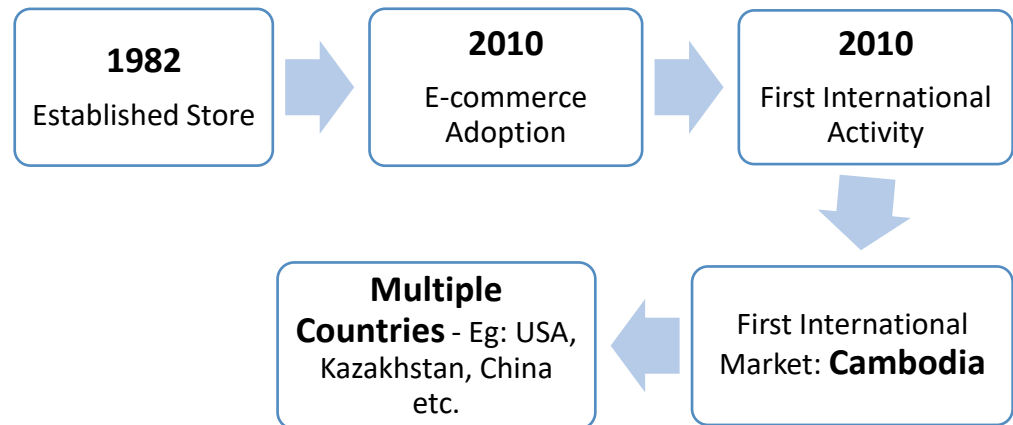 1982
Established Store
2010
E-commerce
Adoption
2010
First International
Activity
First International
Market: Cambodia
Multiple
Countries - Eg: USA,
Kazakhstan, China
etc.